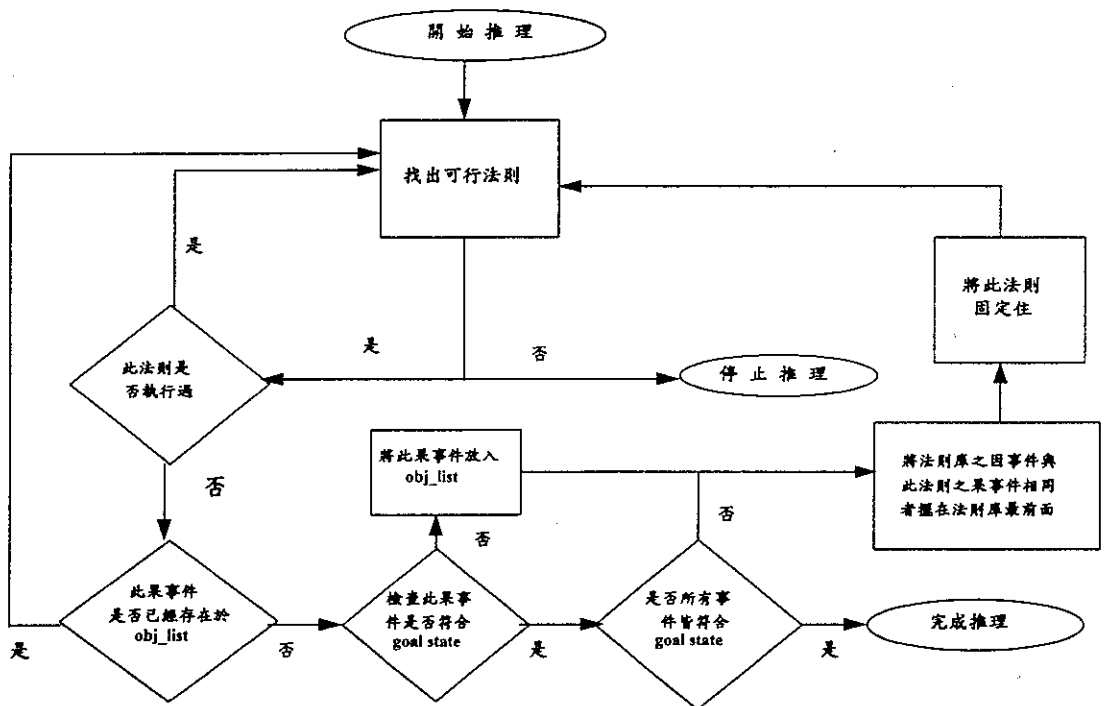 開始推理
找出可行法則
是
將此法則
固定住
此法則是
否執行過
是
否
停止推理
將此果事件放入
obj_list
將法則庫之因事件與
此法則之果事件相同
者擺在法則庫最前面
否
否
否
此果事件
是否已經存在於
obj_list
檢查此果事
件是否符合
goal state
是否所有事
件皆符合
goal state
完成推理
是
否
是
是